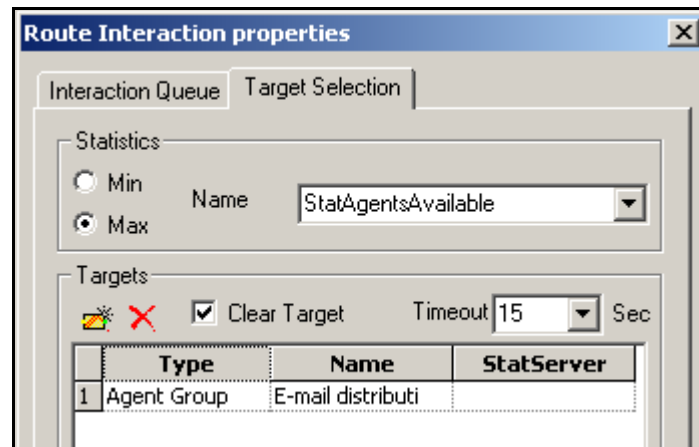 Route Interaction properties
Interaction Queue Target Selection
Statistics
Min
Name StatAgentsAvailable
Max
Targets
Clear Target Timeout 15 Sec
Type Name StatServer
1 Agent Group E-mail distributi